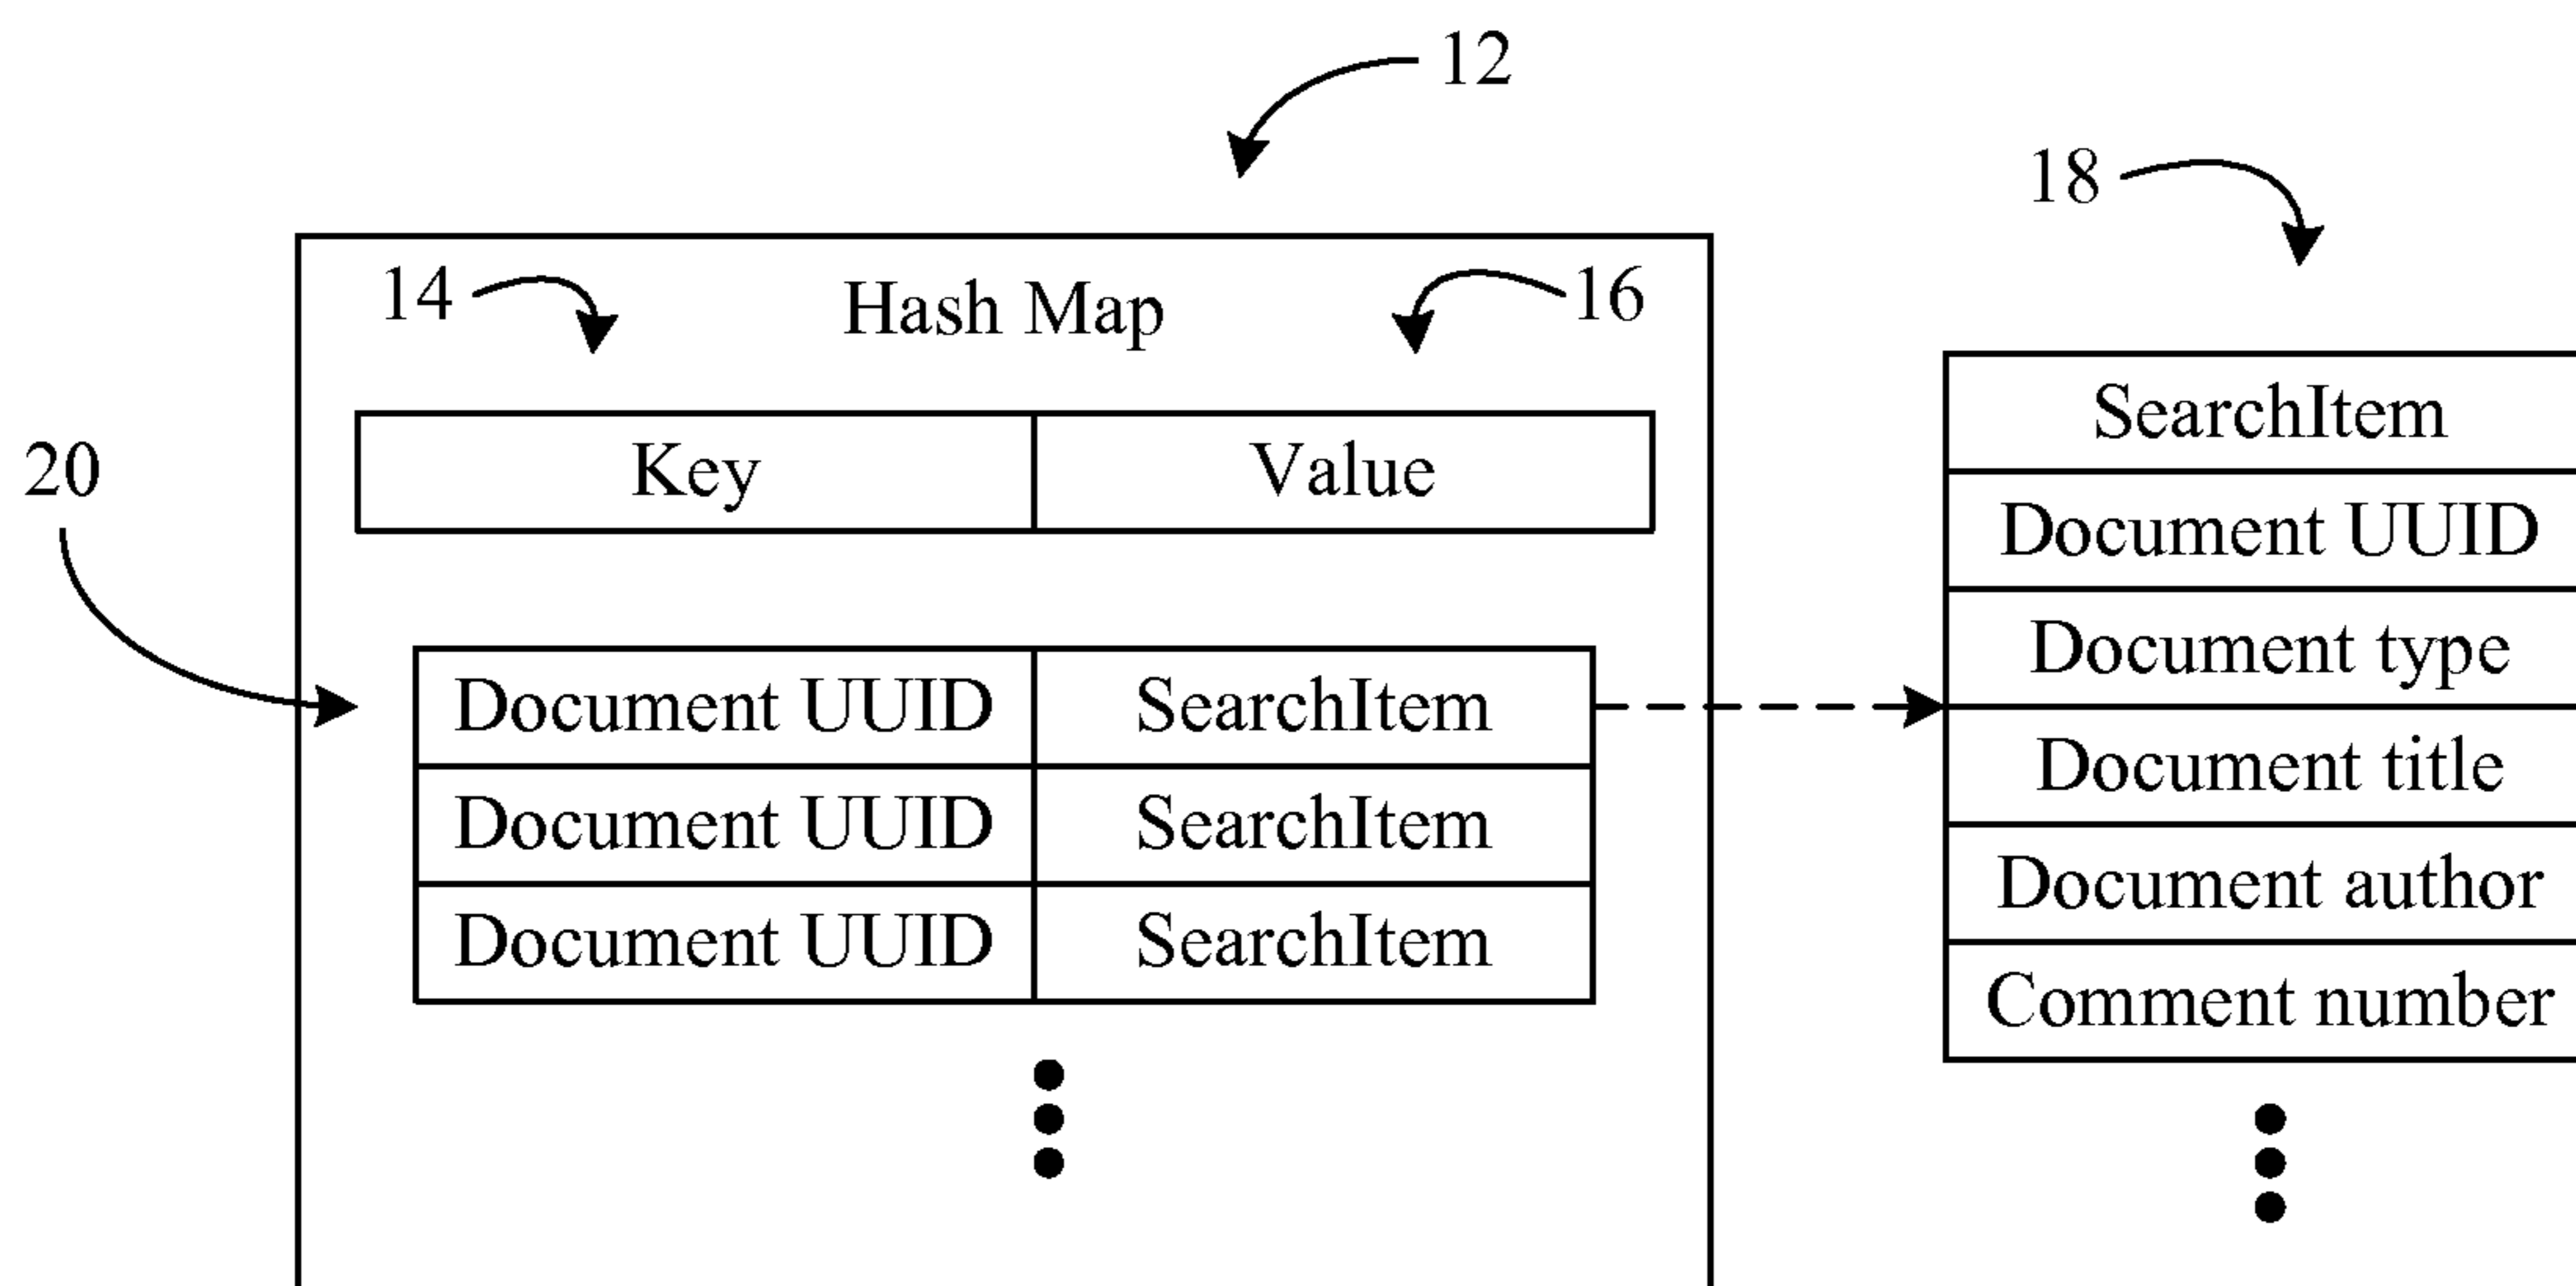 12
18
14
Hash Map
16
Key
Value
20
Document UUID
SearchItem
Document UUID
SearchItem
Document UUID
SearchItem
SearchItem
Document UUID
Document type
Document title
Document author
Comment number